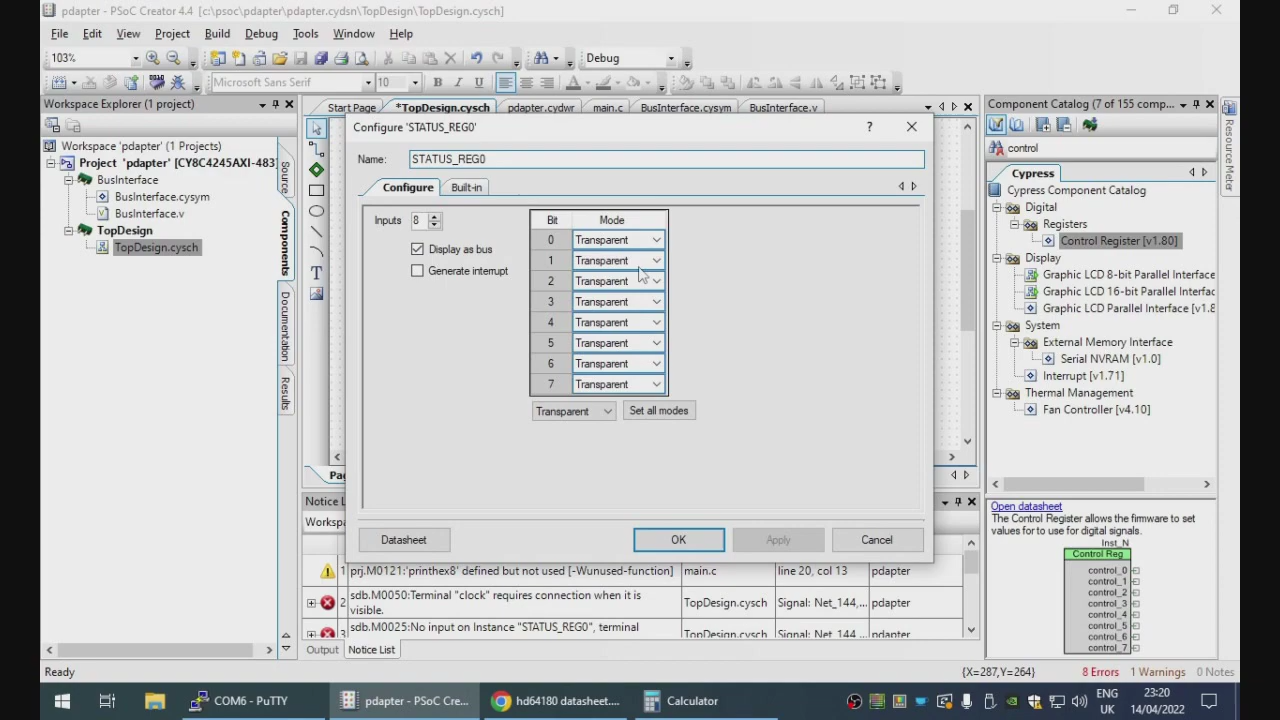 pdapter - PSoC Creator 4.4 [c:\psoc\pdapter\pdapter.cydsn\TopDesign\TopDesign.cysch]
File Edit View Project Build Debug Tools Window Help
103% Debug
Microsoft Sans Serif 10 B I U
Workspace Explorer (1 project)
Workspace 'pdapter' (1 Projects)
Project 'pdapter' [CY8C4245AXI-483]
BusInterface
BusInterface.cysym
BusInterface.v
TopDesign
TopDesign.cysch
Source
Components
Documentation
Results
Start Page *TopDesign.cysch pdapter.cydwr main.c BusInterface.cysym BusInterface.v
Configure 'STATUS_REG0' ?
Name: STATUS_REG0
Configure Built-in
Inputs 8
Display as bus
Generate interrupt
Bit Mode
0 Transparent
1 Transparent
2 Transparent
3 Transparent
4 Transparent
5 Transparent
6 Transparent
7 Transparent
Transparent Set all modes
Datasheet OK Apply Cancel
Notice List
1 prj.M0121:'printhex8' defined but not used [-Wunused-function] main.c line 20, col 13 pdapter
2 sdb.M0050:Terminal "clock" requires connection when it is visible. TopDesign.cysch Signal: Net_144, pdapter
3 sdb.M0025:No input on Instance "STATUS_REG0", terminal TopDesign.cysch Signal: Net_144, pdapter
Output Notice List
Component Catalog (7 of 155 comp...
control
Cypress
Cypress Component Catalog
Digital
Registers
Control Register [v1.80]
Display
Graphic LCD 8-bit Parallel Interface
Graphic LCD 16-bit Parallel Interfac
Graphic LCD Parallel Interface [v1.8
System
External Memory Interface
Serial NVRAM [v1.0]
Interrupt [v1.71]
Thermal Management
Fan Controller [v4.10]
Open datasheet
The Control Register allows the firmware to set
values for to use for digital signals.
Inst_N
Control Reg
control_0
control_1
control_2
control_3
control_4
control_5
control_6
control_7
Resource Meter
Ready {X=287,Y=264} 8 Errors 1 Warnings 0 Notes
COM6 - PuTTY pdapter - PSoC Cre... hd64180 datasheet.... Calculator
ENG
UK
23:20
14/04/2022